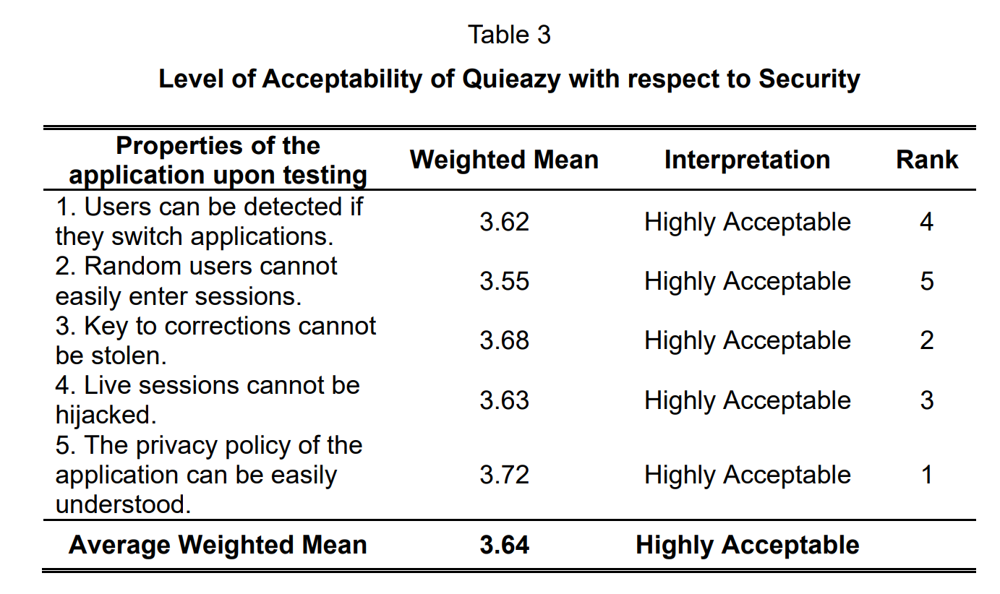 Table 3
Level of Acceptability of Quieazy with respect to Security
Properties of the
application upon testing
Weighted Mean
Interpretation
Rank
1. Users can be detected if
they switch applications.
3.62
Highly Acceptable
4
2. Random users cannot
easily enter sessions.
3.55
Highly Acceptable
5
3. Key to corrections cannot
be stolen.
3.68
Highly Acceptable
2
4. Live sessions cannot be
hijacked.
3.63
Highly Acceptable
3
5. The privacy policy of the
application can be easily
understood.
3.72
Highly Acceptable
1
Average Weighted Mean
3.64
Highly Acceptable